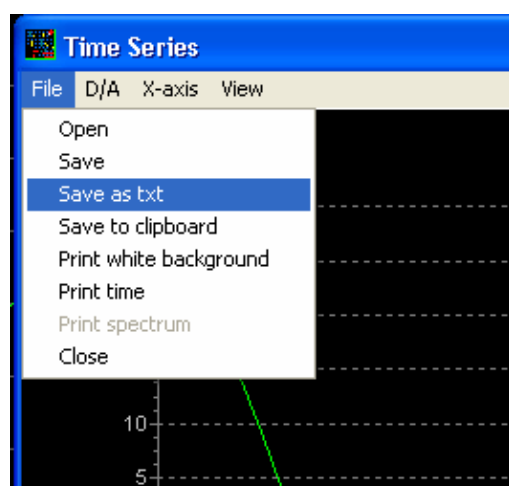 Time Series
File D/A X-axis View
Open
Save
Save as txt
Save to clipboard
Print white background
Print time
Print spectrum
Close
10
5